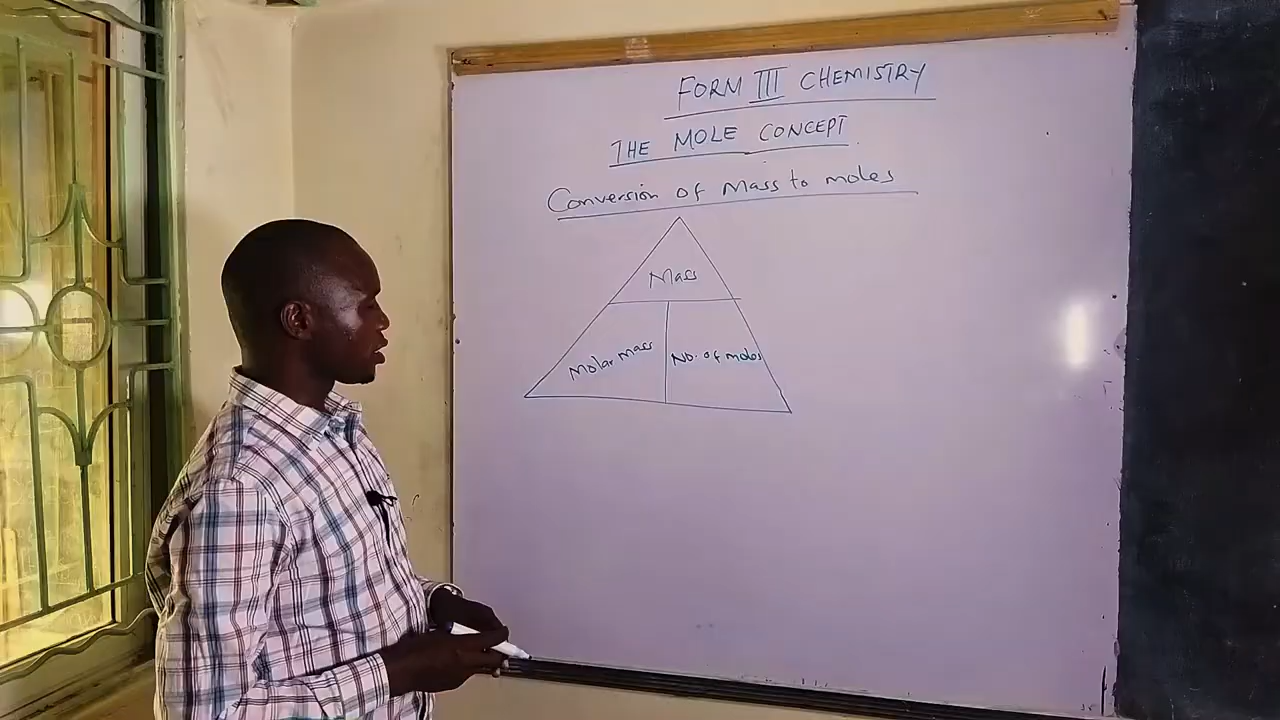 FORM III CHEMISTRY
THE MOLE CONCEPT.
Conversion of Mass to moles
Mass
Molar mass
No. of moles